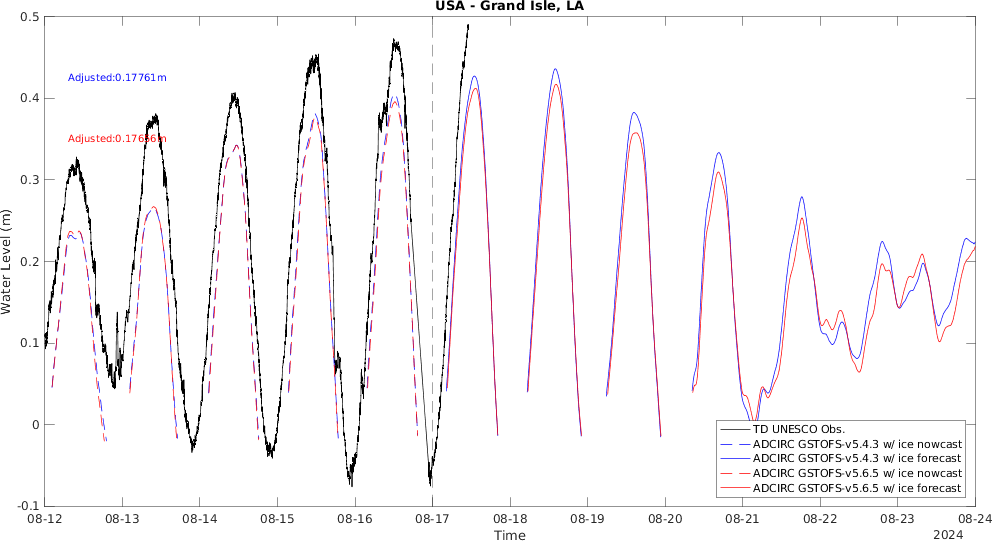 USA - Grand Isle, LA
0.5
0.4
0.3
0.2
0.1
0
-0.1
Water Level (m)
Adjusted:0.17761m
Adjusted:0.17656m
TD UNESCO Obs.
ADCIRC GSTOFS-v5.4.3 w/ ice nowcast
ADCIRC GSTOFS-v5.4.3 w/ ice forecast
ADCIRC GSTOFS-v5.6.5 w/ ice nowcast
ADCIRC GSTOFS-v5.6.5 w/ ice forecast
08-12 08-13 08-14 08-15 08-16 08-17 08-18 08-19 08-20 08-21 08-22 08-23 08-24
Time
2024